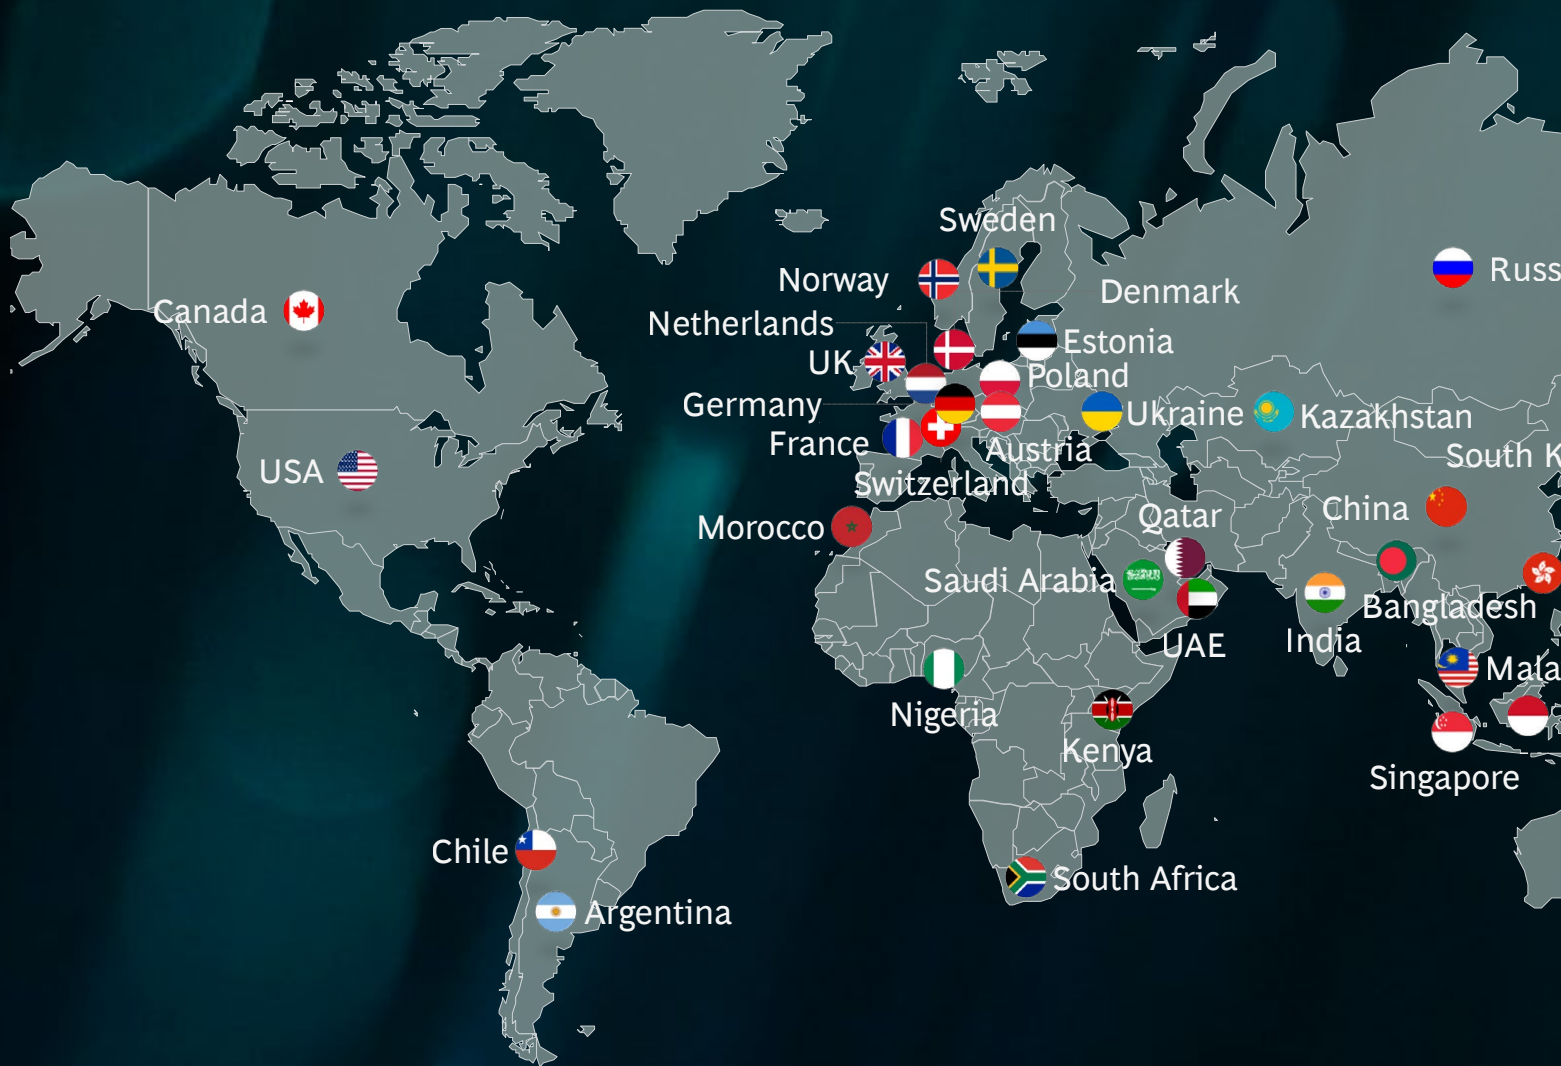 Sweden
Norway
Denmark
Netherlands
Estonia
UK
Poland
Germany
Ukraine
Kazakhstan
France
Austria
Switzerland
Canada
USA
Russ
South K
China
Morocco
Qatar
Saudi Arabia
UAE
India
Bangladesh
Mala
Nigeria
Kenya
Singapore
Chile
South Africa
Argentina